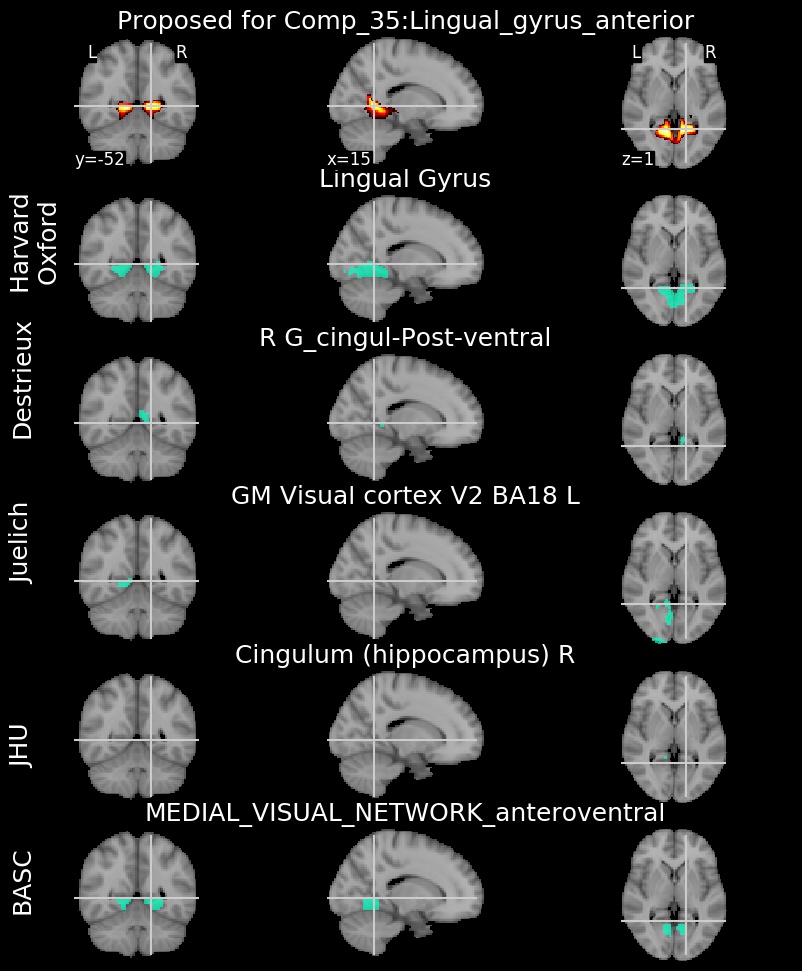 Proposed for Comp_35:Lingual_gyrus_anterior
L R L R
y=-52 x=15 z=1
Lingual Gyrus
Harvard
Oxford
R G_cingul-Post-ventral
Destrieux
GM Visual cortex V2 BA18 L
Juelich
Cingulum (hippocampus) R
JHU
MEDIAL_VISUAL_NETWORK_anteroventral
BASC